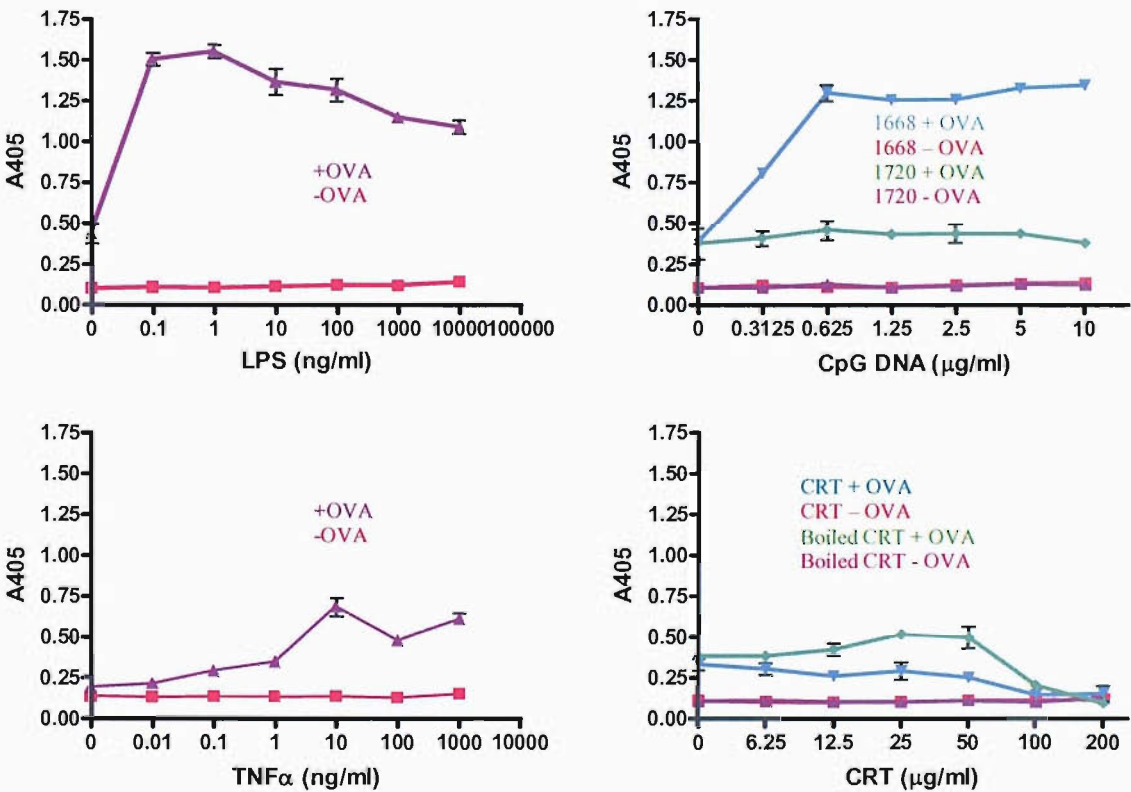 1.75
1.50
1.25
1.00
0.75
0.50
0.25
0.00
A405
+OVA
-OVA
0 0.1 1 10 100 1000 10000100000
LPS (ng/ml)
1.75
1.50
1.25
1.00
0.75
0.50
0.25
0.00
A405
1668 + OVA
1668 – OVA
1720 + OVA
1720 - OVA
0 0.3125 0.625 1.25 2.5 5 10
CpG DNA (μg/ml)
1.75
1.50
1.25
1.00
0.75
0.50
0.25
0.00
A405
+OVA
-OVA
0 0.01 0.1 1 10 100 1000 10000
TNFα (ng/ml)
1.75
1.50
1.25
1.00
0.75
0.50
0.25
0.00
A405
CRT + OVA
CRT – OVA
Boiled CRT + OVA
Boiled CRT - OVA
0 6.25 12.5 25 50 100 200
CRT (μg/ml)